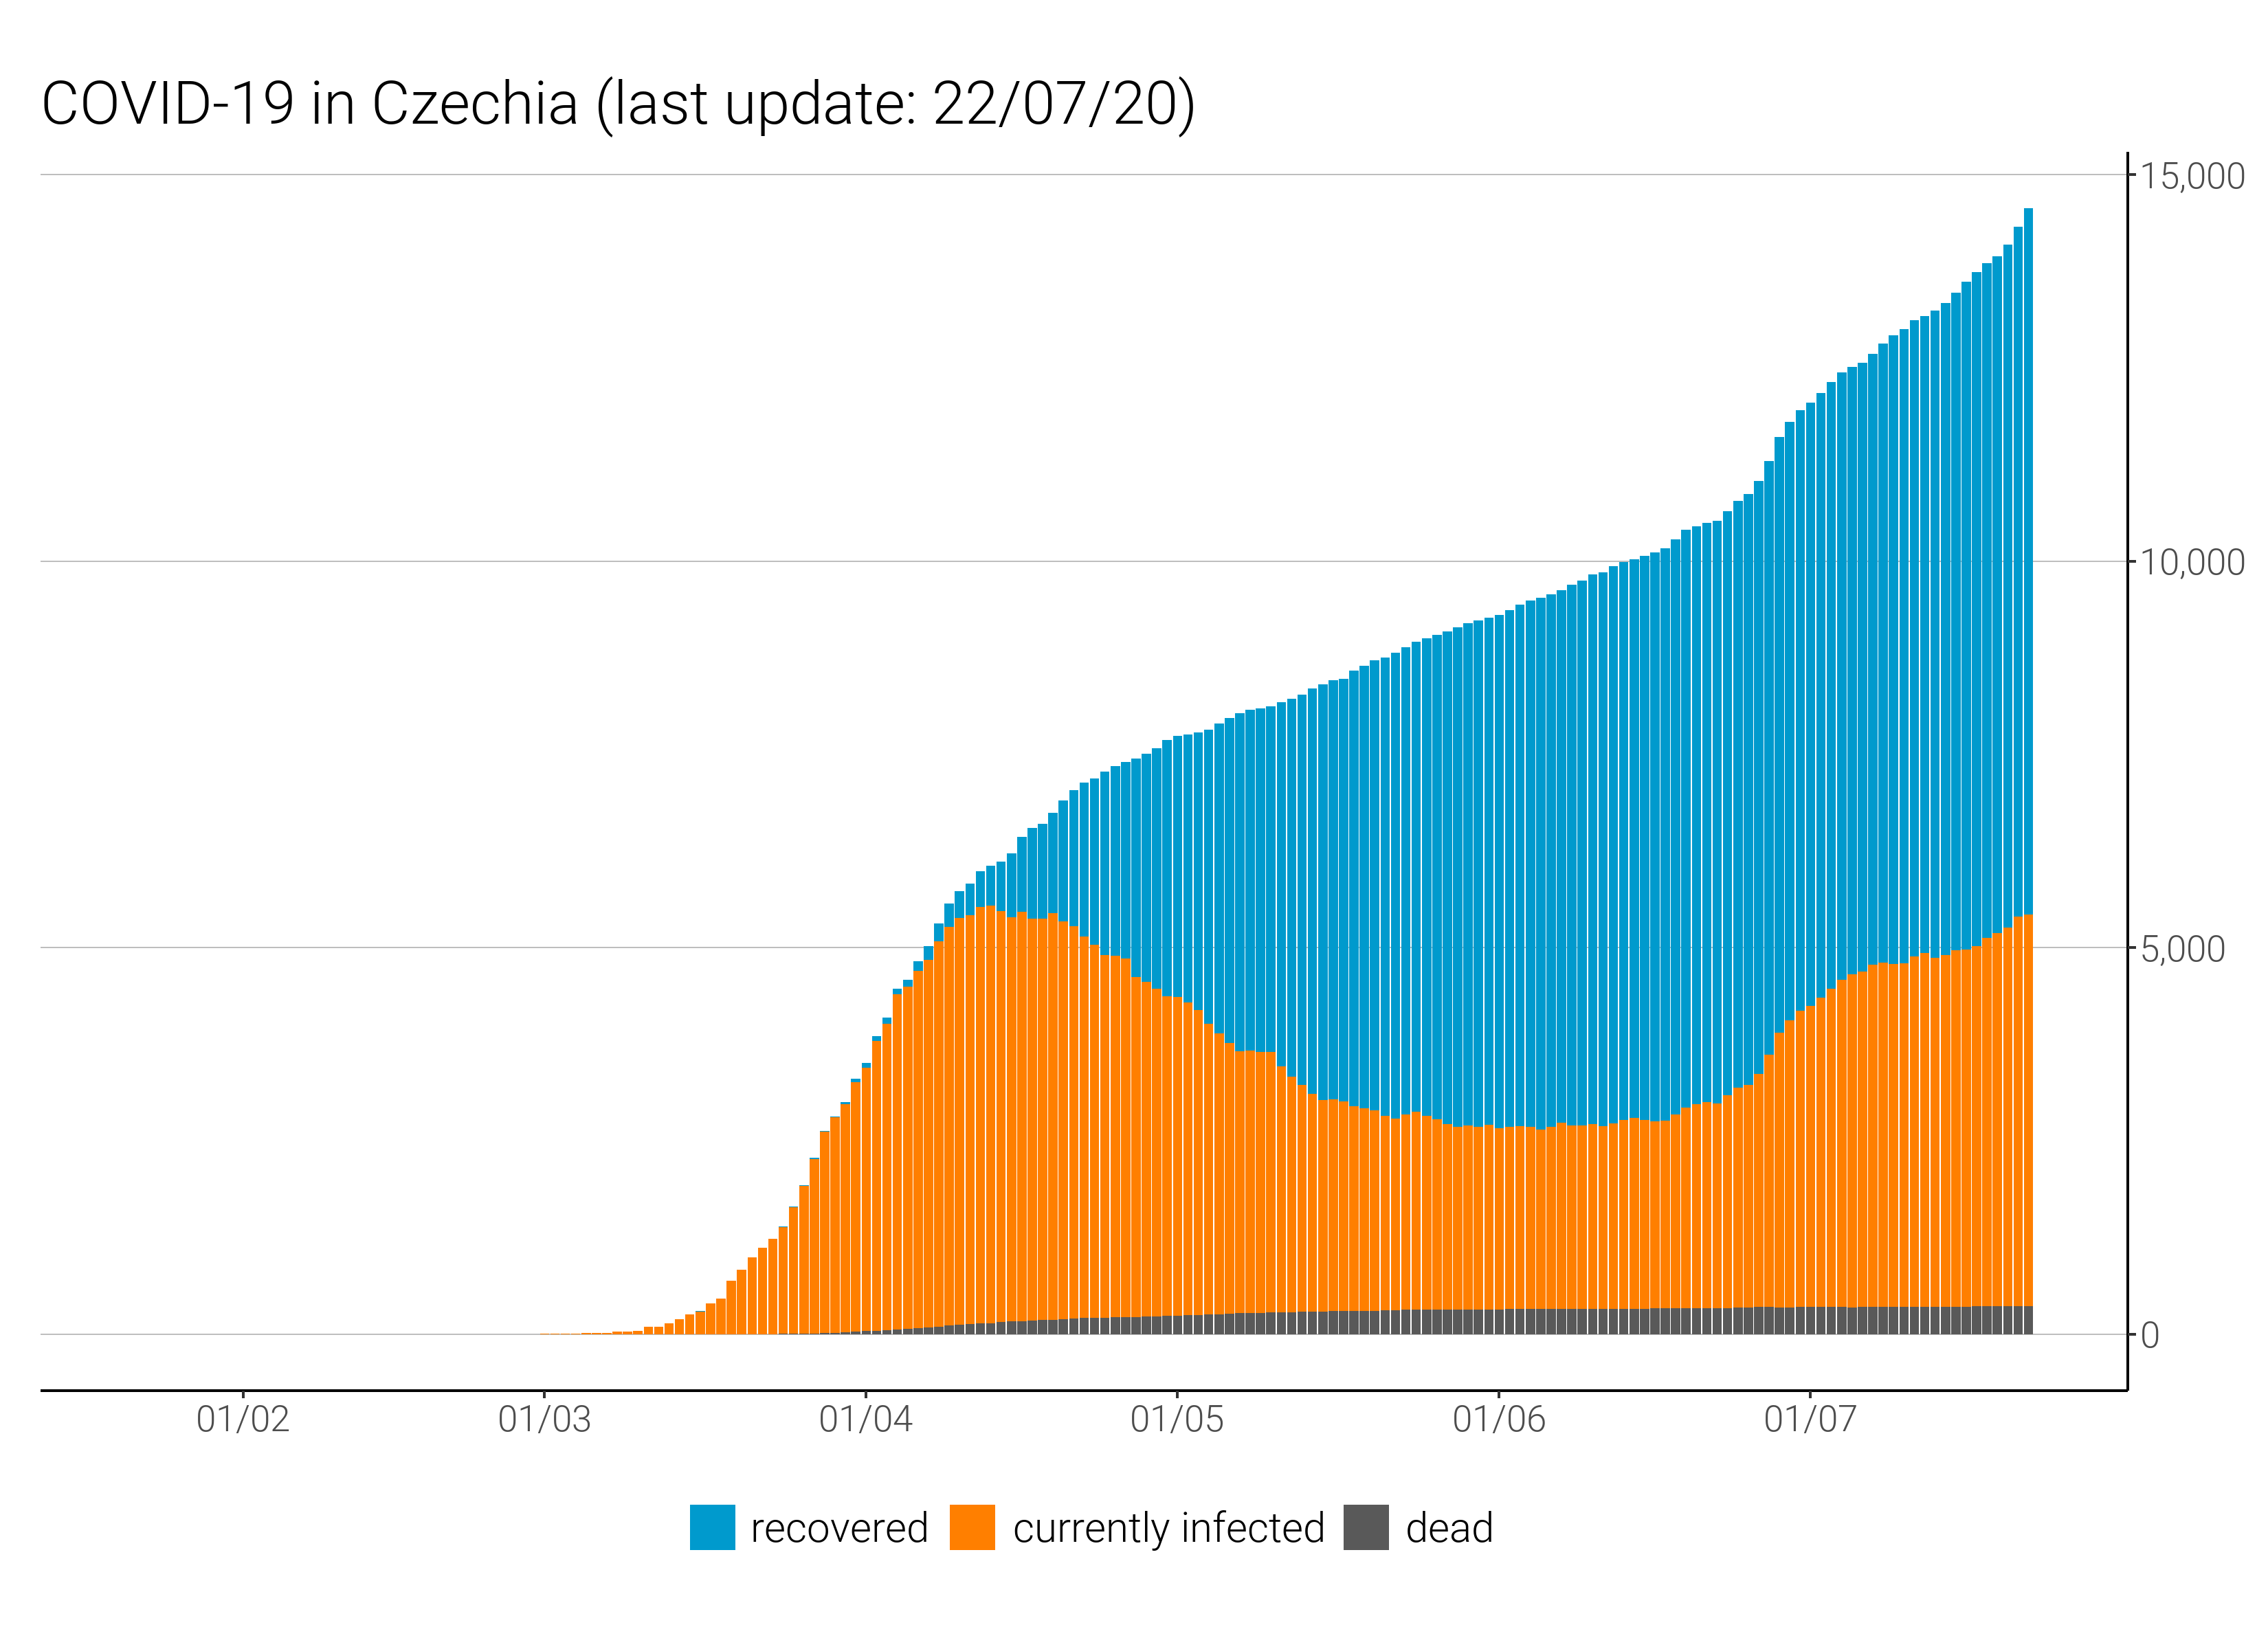 COVID-19 in Czechia (last update: 22/07/20)
15,000
10,000
5,000
0
01/02 01/03 01/04 01/05 01/06 01/07
recovered currently infected dead